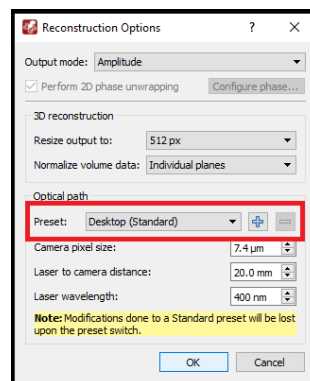 Reconstruction Options ? ×
Output mode: Amplitude
Perform 2D phase unwrapping Configure phase...
3D reconstruction
Resize output to: 512 px
Normalize volume data: Individual planes
Optical path
Preset: Desktop (Standard)
Camera pixel size: 7.4 µm
Laser to camera distance: 20.0 mm
Laser wavelength: 400 nm
Note: Modifications done to a Standard preset will be lost
upon the preset switch.
OK Cancel